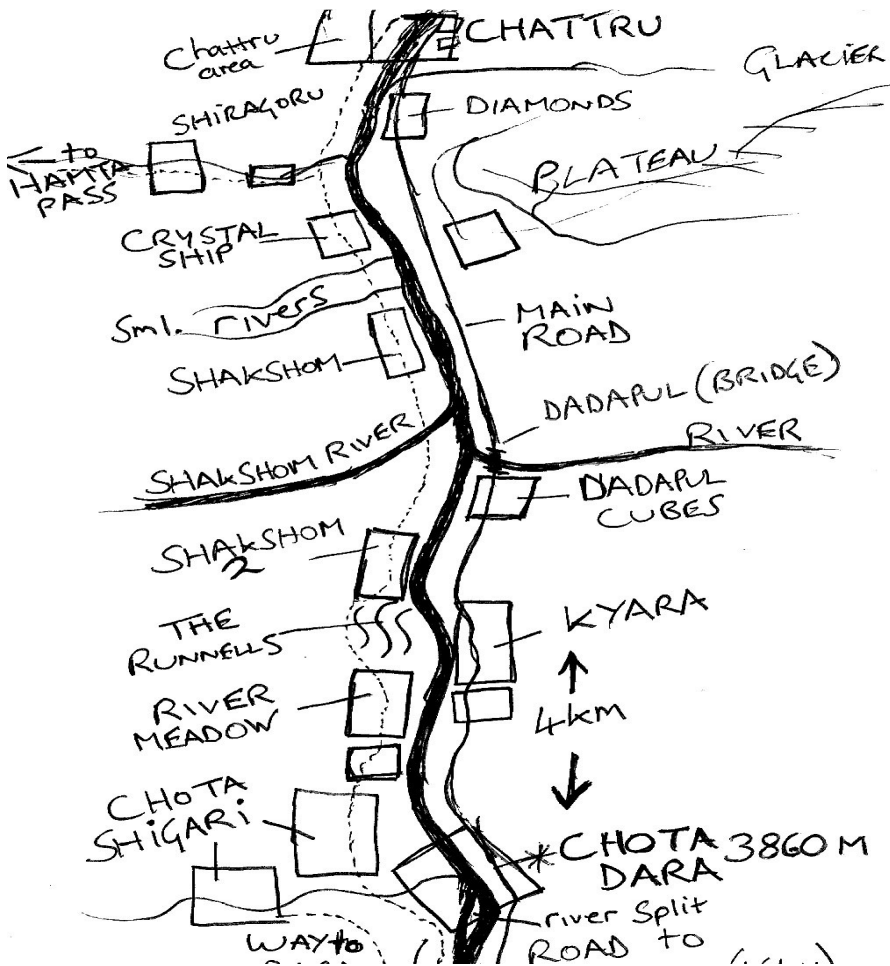 CHATTRU
Chattru
area
GLACIER
SHIRAGORU
DIAMONDS
← to
HAMTA
PASS
PLATEAU
CRYSTAL
SHIP
Sml. rivers
MAIN
ROAD
SHAKSHOM
DADAPUL (BRIDGE)
RIVER
SHAKSHOM RIVER
DADAPUL
CUBES
SHAKSHOM
2
THE
RUNNELLS
KYARA
RIVER
MEADOW
4km
CHOTA
SHIGARI
CHOTA 3860 M
DARA
river Split
WAY to
ROAD to